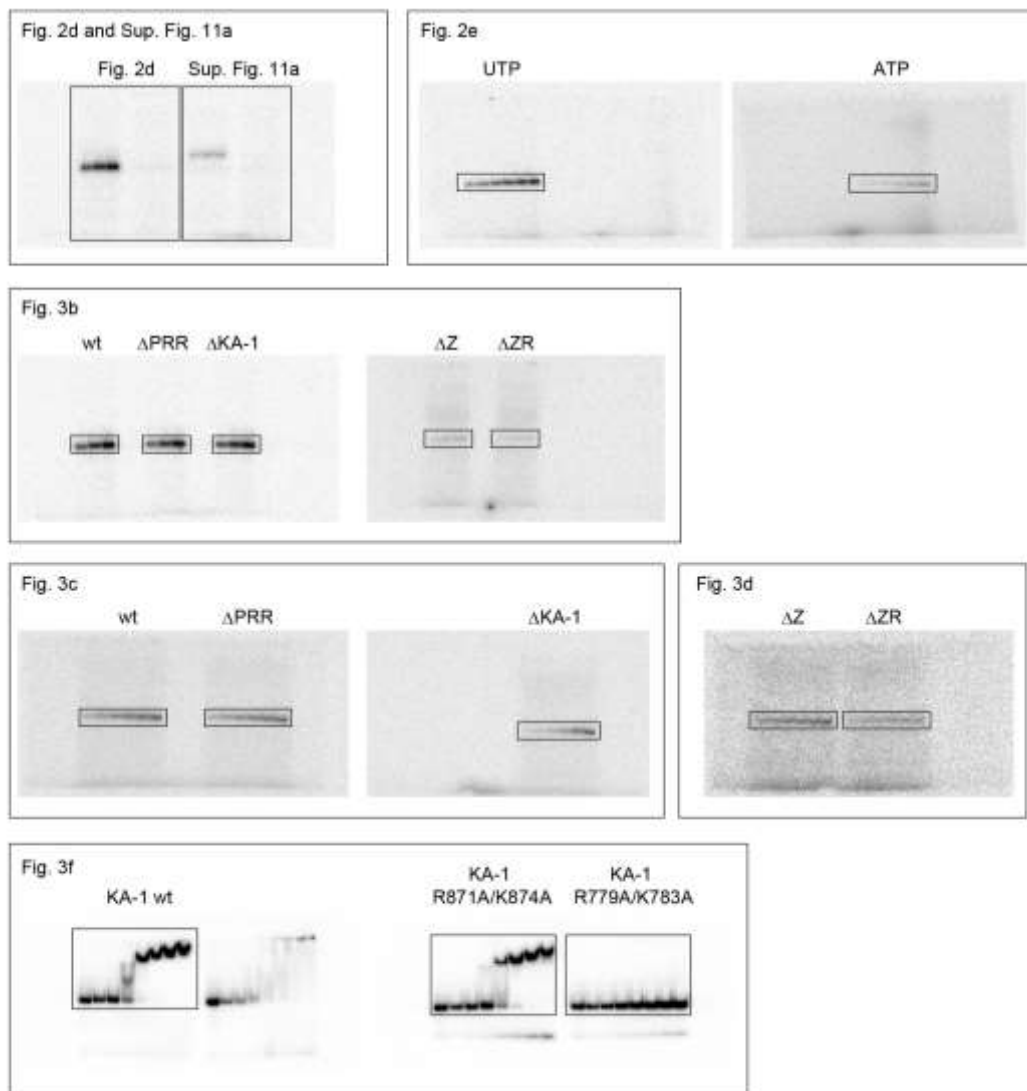 Fig. 2d and Sup. Fig. 11a
Fig. 2d Sup. Fig. 11a
Fig. 2e
UTP ATP
Fig. 3b
wt ΔPRR ΔKA-1 ΔZ ΔZR
Fig. 3c
wt ΔPRR ΔKA-1
Fig. 3d
ΔZ ΔZR
Fig. 3f
KA-1 wt
KA-1
R871A/K874A
KA-1
R779A/K783A